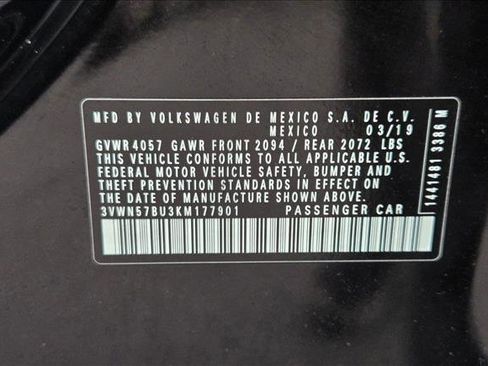 MFD BY VOLKSWAGEN DE MEXICO S.A. DE C.V.
MEXICO 03/19
GVWR 4057 GAWR FRONT 2094 / REAR 2072 LBS
THIS VEHICLE CONFORMS TO ALL APPLICABLE U.S.
FEDERAL MOTOR VEHICLE SAFETY, BUMPER AND
THEFT PREVENTION STANDARDS IN EFFECT ON
THE DATE OF MANUFACTURE SHOWN ABOVE.
3VWN57BU3KM177901 PASSENGER CAR
1441481 3386 M